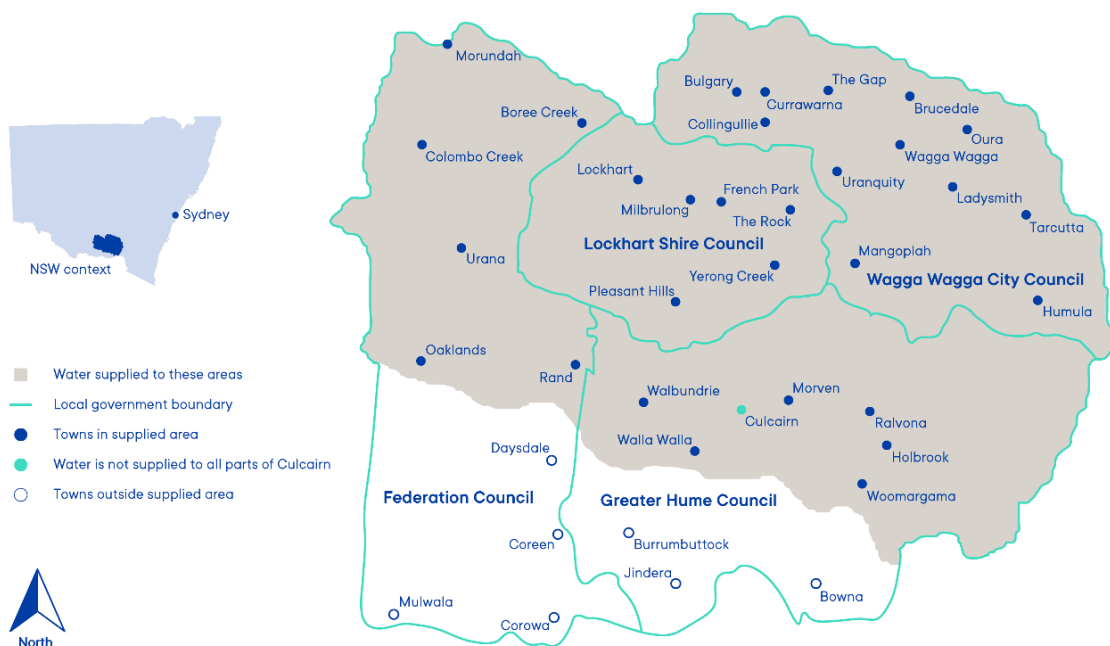 Morundah
Bulgary
The Gap
Currawarna
Brucedale
Boree Creek
Collingullie
Oura
Colombo Creek
Wagga Wagga
Lockhart
Uranquity
French Park
Ladysmith
Milbrulong
The Rock
Tarcutta
Sydney
Lockhart Shire Council
Urana
Mangoplah
NSW context
Yerong Creek
Wagga Wagga City Council
Pleasant Hills
Humula
Oaklands
Rand
Water supplied to these areas
Local government boundary
Towns in supplied area
Water is not supplied to all parts of Culcairn
Towns outside supplied area
Walbundrie
Morven
Culcairn
Ralvona
Walla Walla
Holbrook
Daysdale
Woomargama
Federation Council
Greater Hume Council
Coreen
Burrumbuttock
Jindera
Bowna
Mulwala
Corowa
North